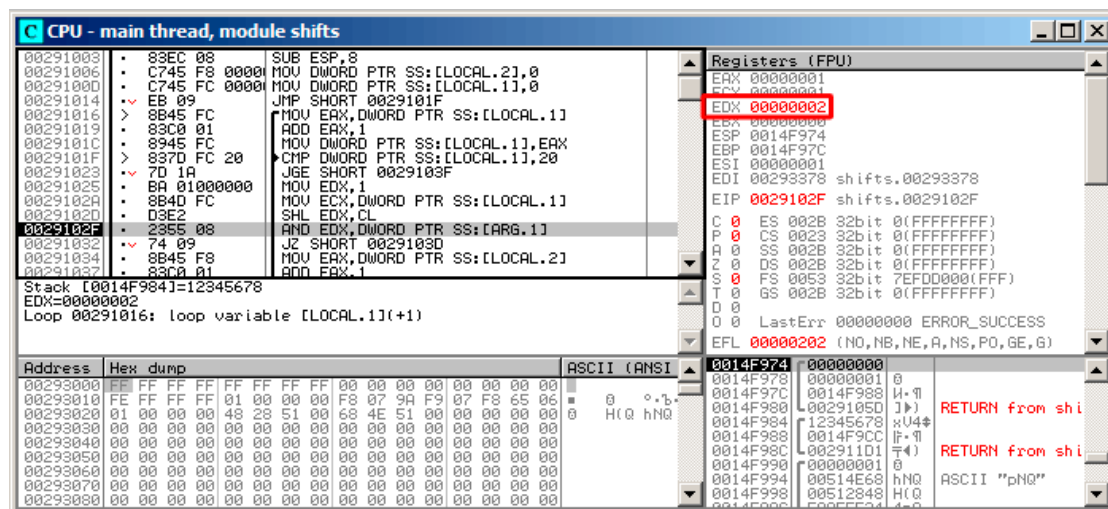 CPU - main thread, module shifts
00291003 · 83EC 08 SUB ESP,8
00291006 · C745 F8 0000 MOV DWORD PTR SS:[LOCAL.2],0
0029100D · C745 FC 0000 MOV DWORD PTR SS:[LOCAL.1],0
00291014 ·˅ EB 09 JMP SHORT 0029101F
00291016 > 8B45 FC MOV EAX,DWORD PTR SS:[LOCAL.1]
00291019 · 83C0 01 ADD EAX,1
0029101C · 8945 FC MOV DWORD PTR SS:[LOCAL.1],EAX
0029101F > 837D FC 20 CMP DWORD PTR SS:[LOCAL.1],20
00291023 ·˅ 7D 1A JGE SHORT 0029103F
00291025 · BA 01000000 MOV EDX,1
0029102A · 8B4D FC MOV ECX,DWORD PTR SS:[LOCAL.1]
0029102D · D3E2 SHL EDX,CL
0029102F · 2355 08 AND EDX,DWORD PTR SS:[ARG.1]
00291032 ·˅ 74 09 JZ SHORT 0029103D
00291034 · 8B45 F8 MOV EAX,DWORD PTR SS:[LOCAL.2]
00291037 · 83C0 01 ADD EAX,1
Stack [0014F984]=12345678
EDX=00000002
Loop 00291016: loop variable [LOCAL.1](+1)
Registers (FPU)
EAX 00000001
ECX 00000001
EDX 00000002
EBX 00000000
ESP 0014F974
EBP 0014F97C
ESI 00000001
EDI 00293378 shifts.00293378
EIP 0029102F shifts.0029102F
C 0 ES 002B 32bit 0(FFFFFFFF)
P 0 CS 0023 32bit 0(FFFFFFFF)
A 0 SS 002B 32bit 0(FFFFFFFF)
Z 0 DS 002B 32bit 0(FFFFFFFF)
S 0 FS 0053 32bit 7EFDD000(FFF)
T 0 GS 002B 32bit 0(FFFFFFFF)
D 0
O 0 LastErr 00000000 ERROR_SUCCESS
EFL 00000202 (NO,NB,NE,A,NS,PO,GE,G)
Address Hex dump ASCII (ANSI
00293000 FF FF FF FF FF FF FF FF 00 00 00 00 00 00 00 00
00293010 FE FF FF FF 01 00 00 00 F8 07 9A F9 07 F8 65 06
00293020 01 00 00 00 48 28 51 00 68 4E 51 00 00 00 00 00 H(Q hNQ
00293030 00 00 00 00 00 00 00 00 00 00 00 00 00 00 00 00
00293040 00 00 00 00 00 00 00 00 00 00 00 00 00 00 00 00
00293050 00 00 00 00 00 00 00 00 00 00 00 00 00 00 00 00
00293060 00 00 00 00 00 00 00 00 00 00 00 00 00 00 00 00
00293070 00 00 00 00 00 00 00 00 00 00 00 00 00 00 00 00
00293080 00 00 00 00 00 00 00 00 00 00 00 00 00 00 00 00
0014F974 00000000
0014F978 00000001
0014F97C 0014F988
0014F980 0029105D RETURN from shi
0014F984 12345678 xV4‡
0014F988 0014F9CC
0014F98C 002911D1 RETURN from shi
0014F990 00000001
0014F994 00514E68 hNQ ASCII "pNQ"
0014F998 00512848 H(Q